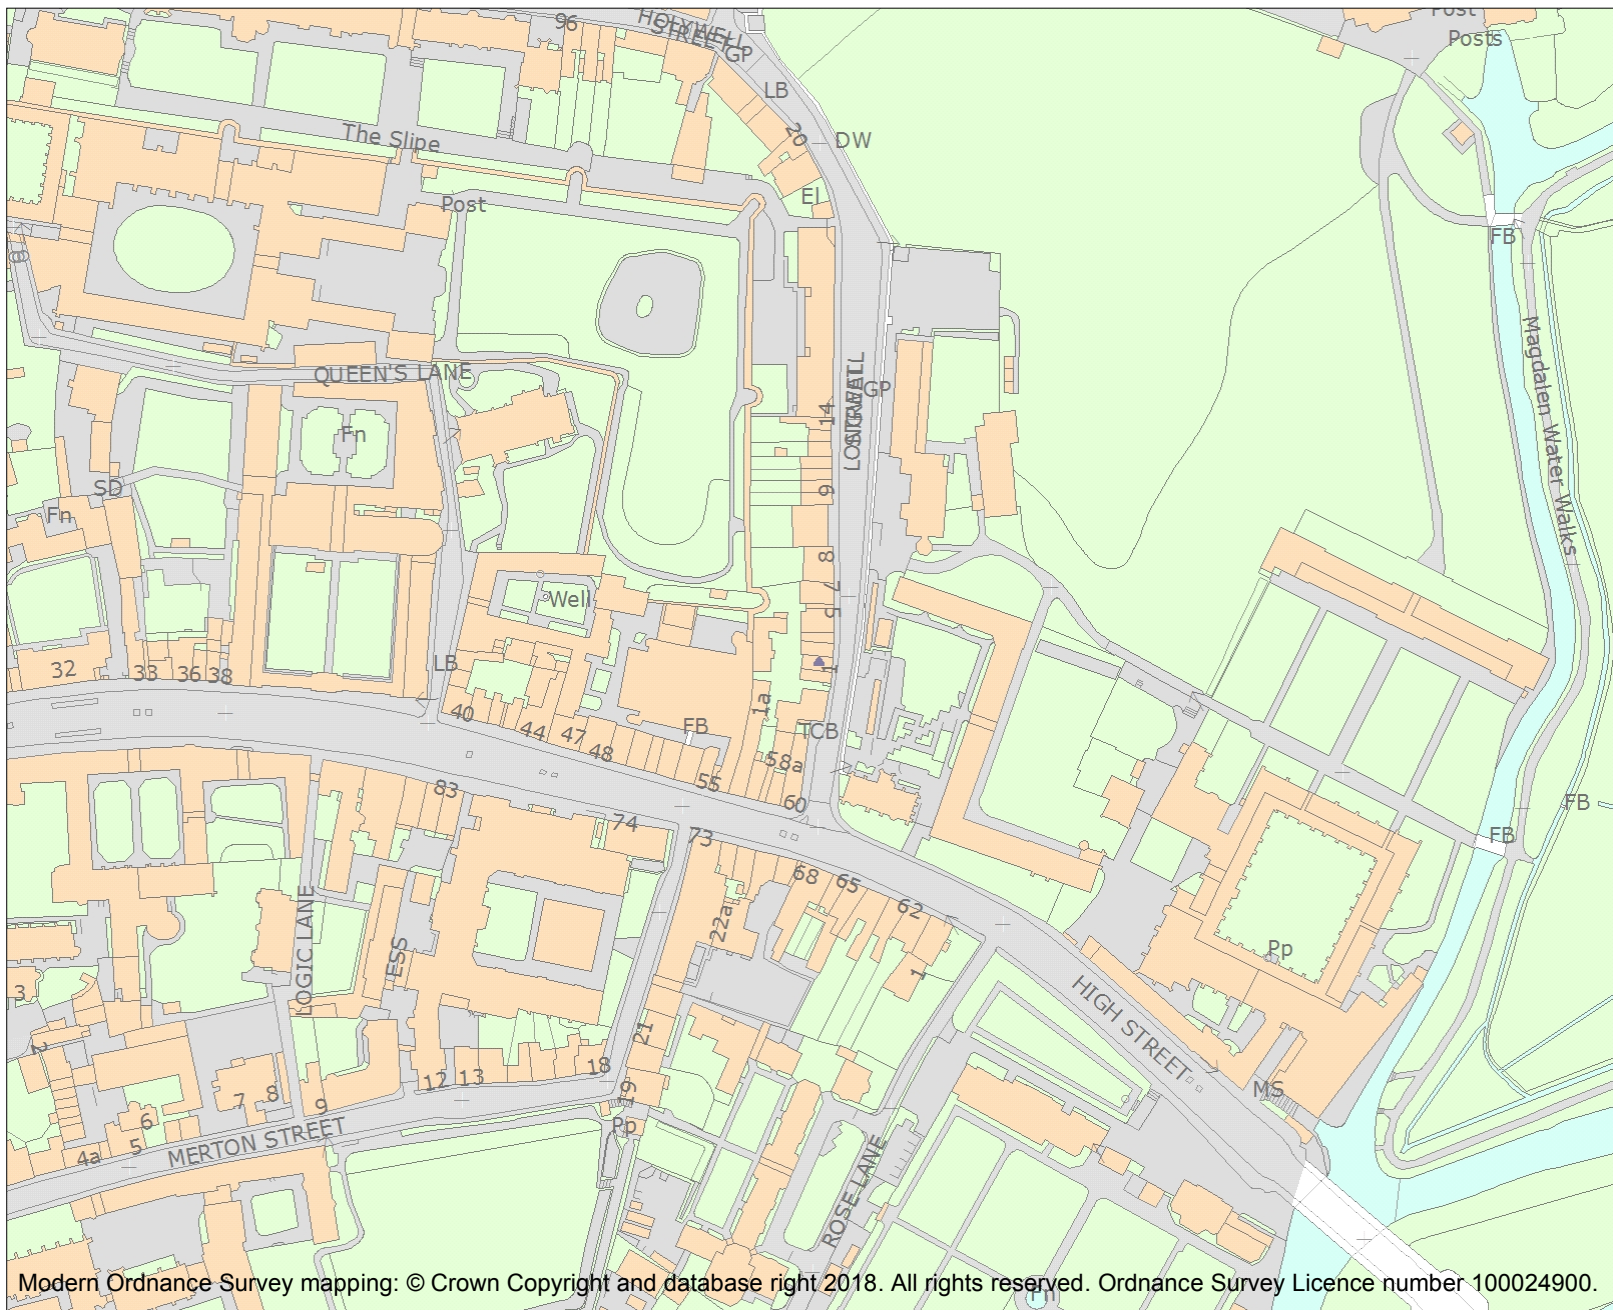 Post
96
HOLYWELL
STREET
GP
Posts
LB
20
DW
The Slipe
El
Post
FB
8
Magdalen Water Walks
QUEEN'S LANE
GP
LONGWALL
STREET
14
Fn
SD
9
Fn
8
7
5
Well
LB
1
32
33
36
38
1a
40
44
47
48
FB
TCB
58a
55
60
FB
FB
83
74
73
68
65
62
22a
LOGIC LANE
ESS
Pp
3
1
HIGH STREET
2
21
18
12
13
19
MS
7
8
9
6
5
4a
MERTON STREET
Pp
ROSE LANE
Fn
Modern Ordnance Survey mapping: © Crown Copyright and database right 2018. All rights reserved. Ordnance Survey Licence number 100024900.